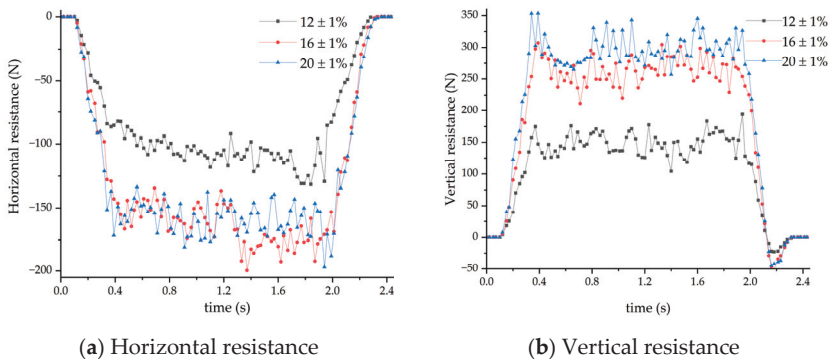 12 ± 1%
16 ± 1%
20 ± 1%
0
−50
−100
−150
−200
Horizontal resistance (N)
0.0 0.4 0.8 1.2 1.6 2.0 2.4
time (s)
(a) Horizontal resistance
12 ± 1%
16 ± 1%
20 ± 1%
350
300
250
200
150
100
50
0
−50
Vertical resistance (N)
0.0 0.4 0.8 1.2 1.6 2.0 2.4
time (s)
(b) Vertical resistance